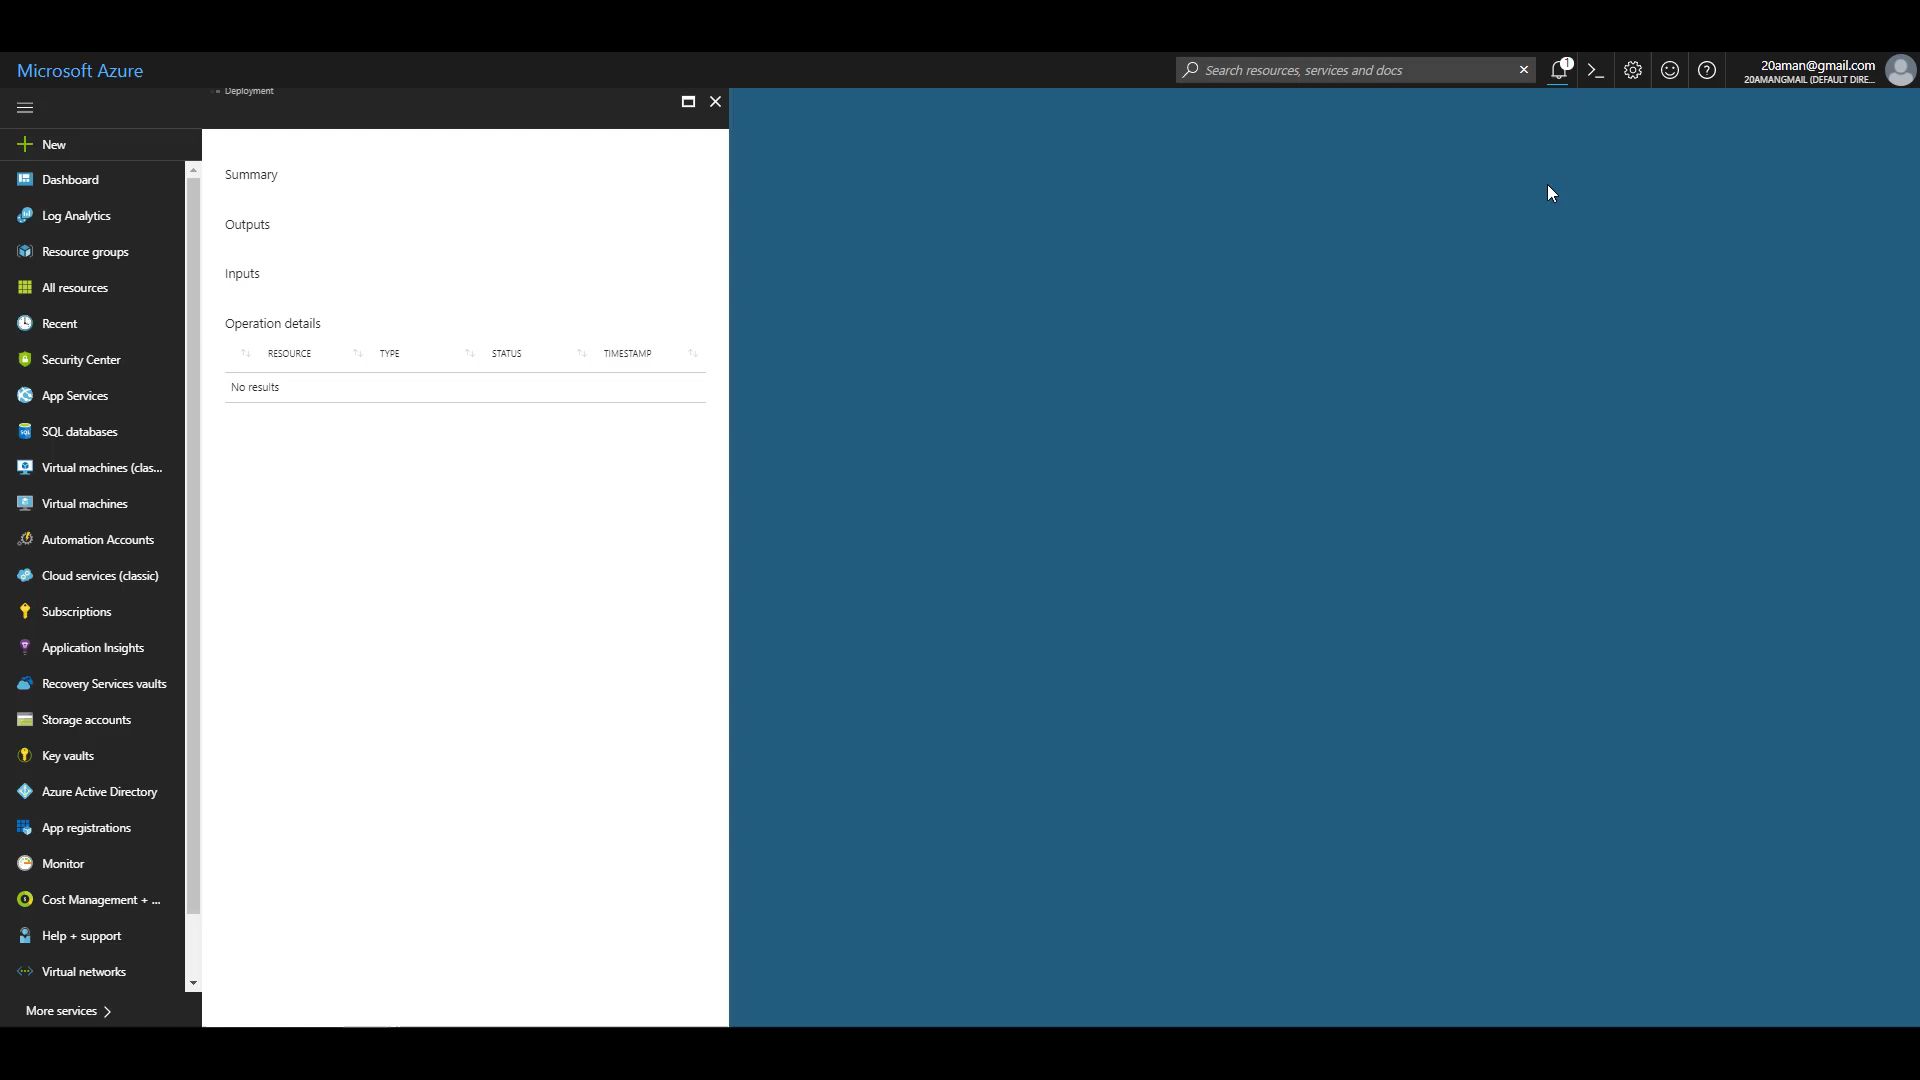 Microsoft Azure
Search resources, services and docs
1
20aman@gmail.com
20AMANGMAIL (DEFAULT DIRE...
Deployment
New
Dashboard
Log Analytics
Resource groups
All resources
Recent
Security Center
App Services
SQL databases
Virtual machines (clas...
Virtual machines
Automation Accounts
Cloud services (classic)
Subscriptions
Application Insights
Recovery Services vaults
Storage accounts
Key vaults
Azure Active Directory
App registrations
Monitor
Cost Management + ...
Help + support
Virtual networks
More services
Summary
Outputs
Inputs
Operation details
RESOURCE TYPE STATUS TIMESTAMP
No results